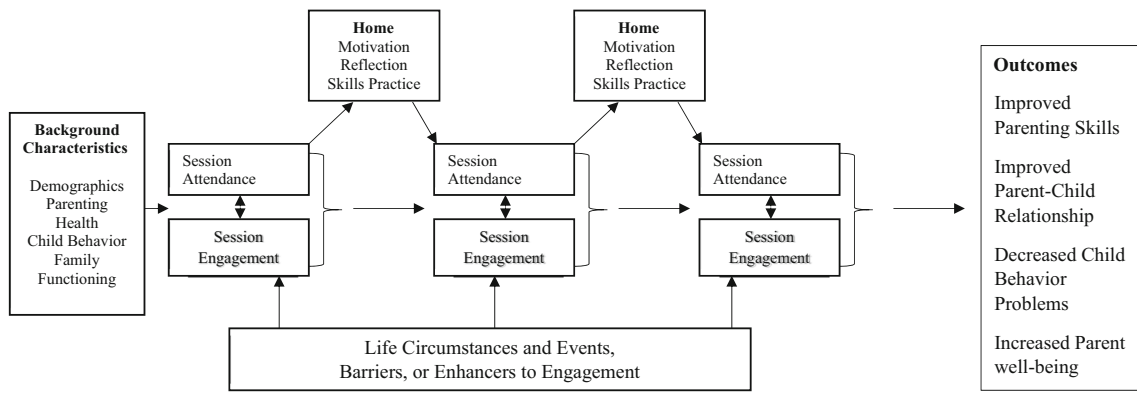 Home
Motivation
Reflection
Skills Practice
Home
Motivation
Reflection
Skills Practice
Background
Characteristics
Demographics
Parenting
Health
Child Behavior
Family
Functioning
Session
Attendance
Session
Engagement
Session
Attendance
Session
Engagement
Session
Attendance
Session
Engagement
Life Circumstances and Events,
Barriers, or Enhancers to Engagement
Outcomes
Improved
Parenting Skills
Improved
Parent-Child
Relationship
Decreased Child
Behavior
Problems
Increased Parent
well-being